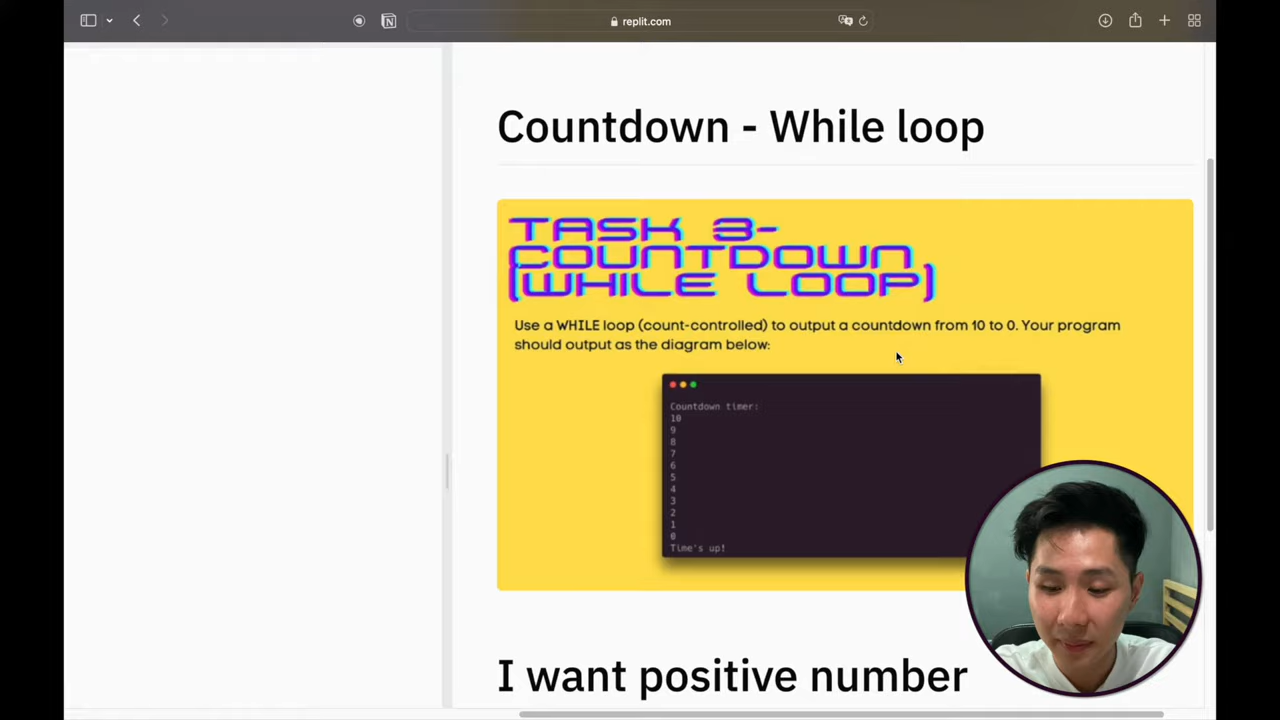 replit.com
Countdown - While loop
TASK 3-
COUNTDOWN
(WHILE LOOP)
Use a WHILE loop (count-controlled) to output a countdown from 10 to 0. Your program
should output as the diagram below:
Countdown timer:
10
9
8
7
6
5
4
3
2
1
0
Time's up!
I want positive number